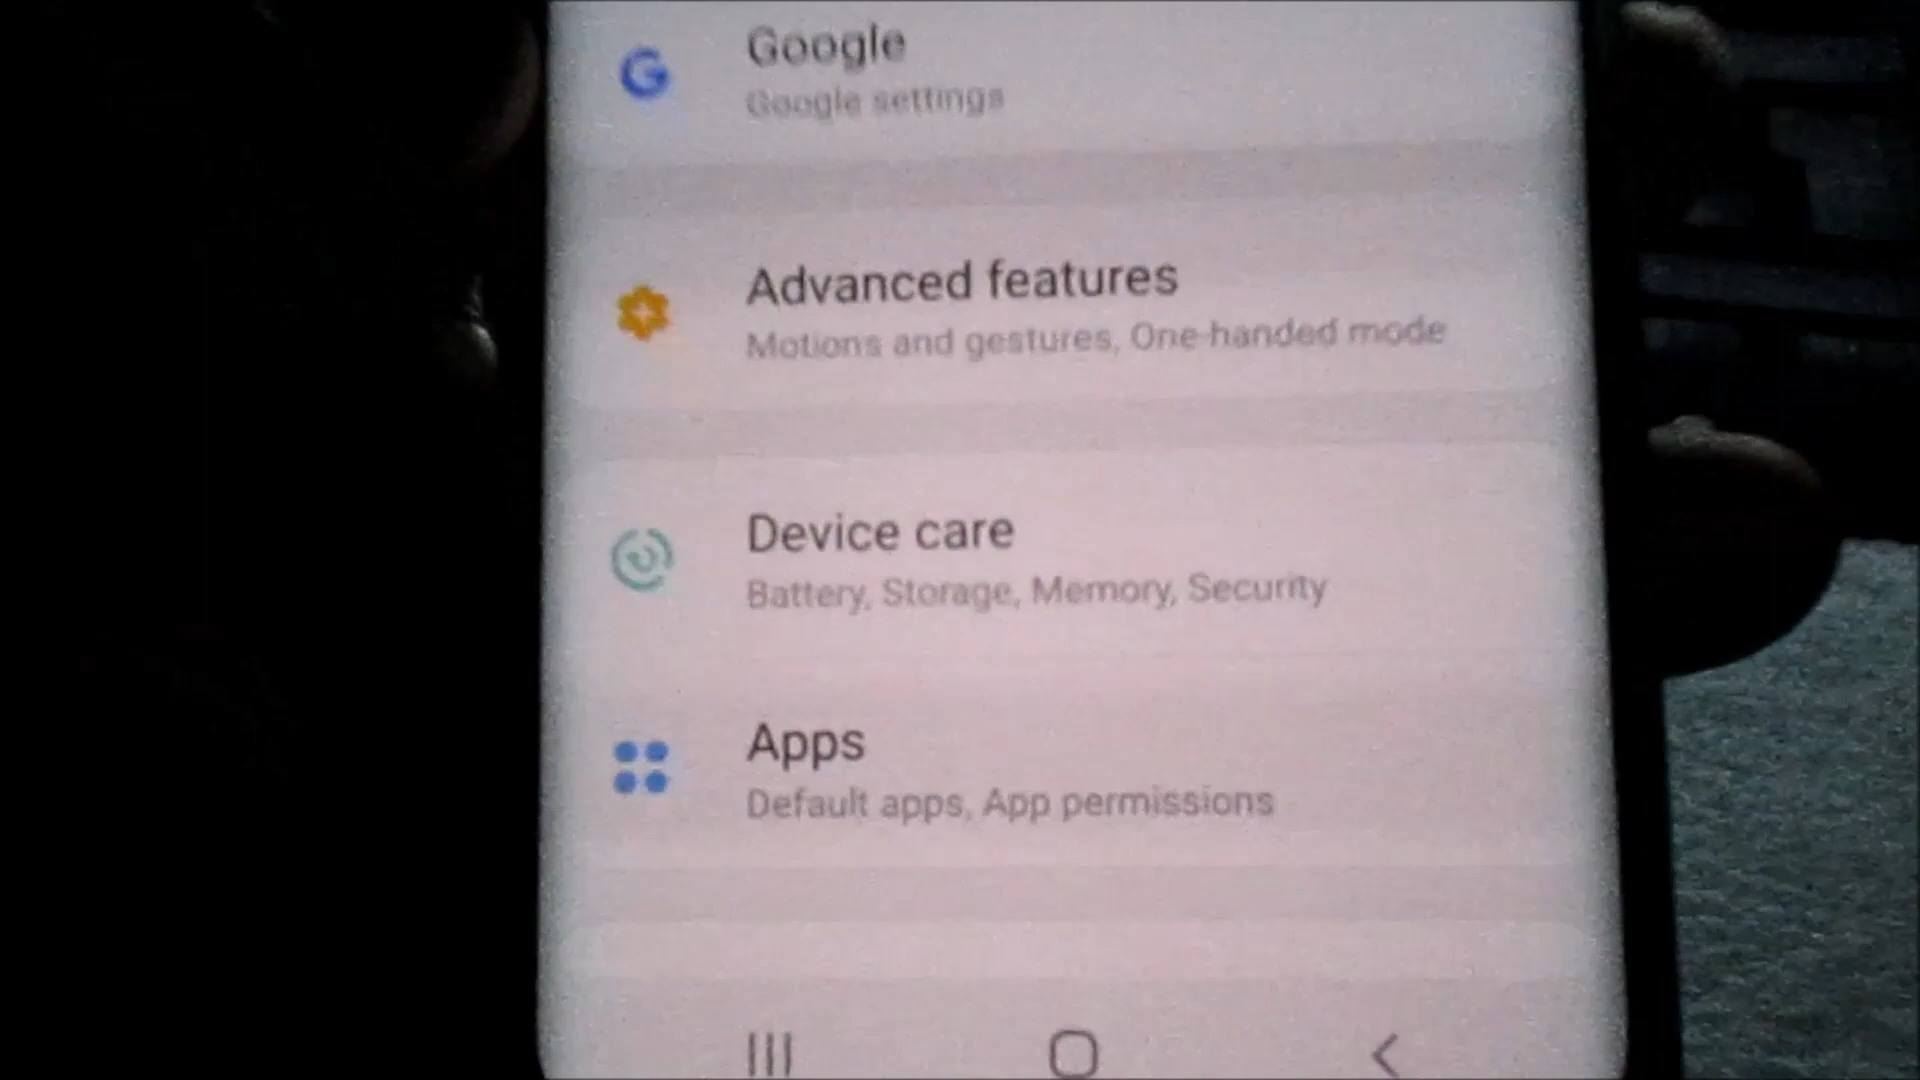 Google
Google settings
Advanced features
Motions and gestures, One-handed mode
Device care
Battery, Storage, Memory, Security
Apps
Default apps, App permissions